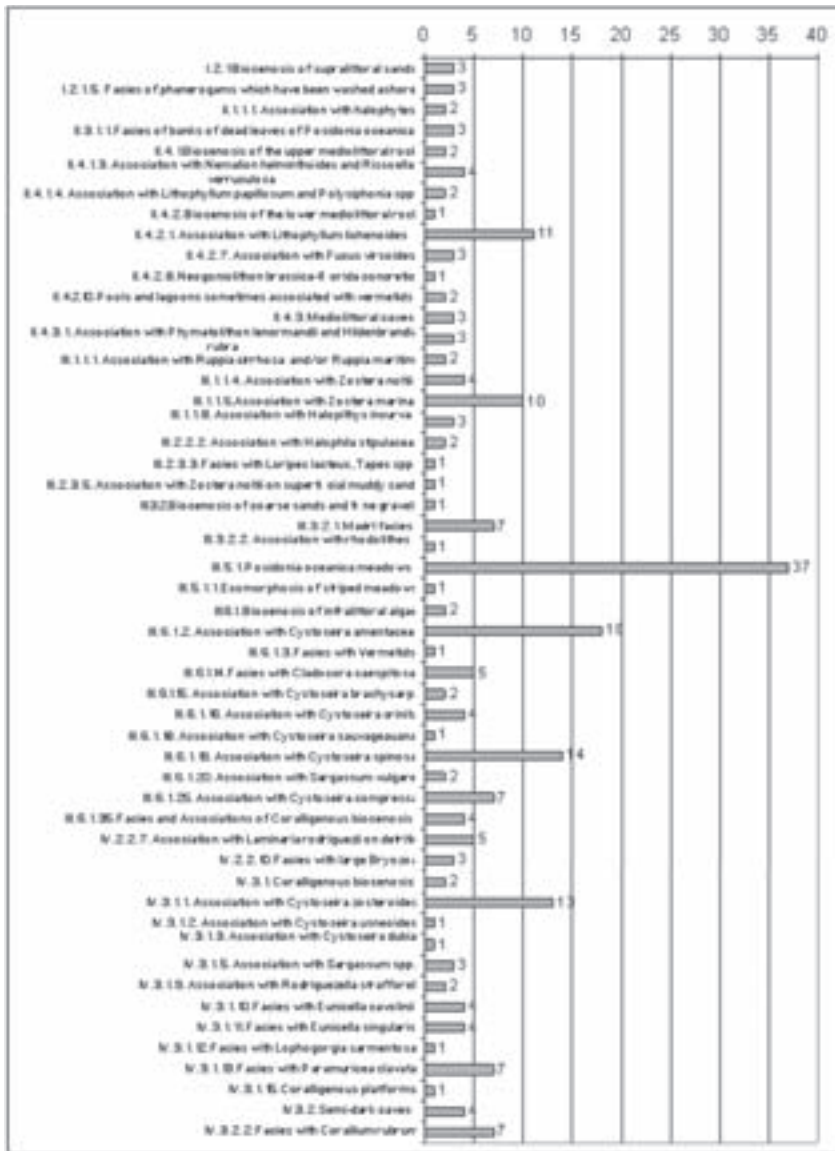 0 5 10 15 20 25 30 35 40
I.2.1 Biocenosis of supralittoral sands 3
I.2.1.5. Facies of phanerogams which have been washed ashore 3
II.1.1.1. Association with halophytes 2
II.3.1.1. Facies of banks of dead leaves of Posidonia oceanica 3
II.4.1 Biocenosis of the upper mediolittoral rock 2
II.4.1.3. Association with Nemalion helminthoides and Rissoella
verruculosa 4
II.4.1.4. Association with Lithophyllum papillosum and Polysiphonia spp 2
II.4.2. Biocenosis of the lower mediolittoral rock 1
II.4.2.1. Association with Lithophyllum lichenoides 11
II.4.2.7. Association with Fucus virsoides 3
II.4.2.8. Neogoniolithon brassica-fl orida concretio 1
II.4.2.10. Pools and lagoons sometimes associated with vermetids 2
II.4.3. Mediolittoral caves 3
II.4.3.1. Association with Phymatolithon lenormandii and Hildenbrandi
rubra 3
III.1.1.1. Association with Ruppia cirrhosa and/or Ruppia maritim 2
III.1.1.4. Association with Zostera noltii 4
III.1.1.5. Association with Zostera marina 10
III.1.1.8. Association with Halopithys incurva 3
III.2.2.2. Association with Halophila stipulacea 2
III.2.3.3. Facies with Loripes lacteus, Tapes spp 1
III.2.3.5. Association with Zostera noltii on superfi cial muddy sand 1
III.3.2 Biocenosis of coarse sands and fi ne gravell 1
III.3.2.1. Maërl facies 7
III.3.2.2. Association with rhodolithes 1
III.5.1. Posidonia oceanica meadows 37
III.5.1.1. Ecomorphosis of striped meadows 1
III.6.1. Biocenosis of infralittoral algae 2
III.6.1.2. Association with Cystoseira amentacea 18
III.6.1.3. Facies with Vermetids 1
III.6.1.14. Facies with Cladocora caespitosa 5
III.6.1.15. Association with Cystoseira brachycarp 2
III.6.1.16. Association with Cystoseira crinita 4
III.6.1.18. Association with Cystoseira sauvageauana 1
III.6.1.19. Association with Cystoseira spinosa 14
III.6.1.20. Association with Sargassum vulgare 2
III.6.1.25. Association with Cystoseira compressa 7
III.6.1.35. Facies and Associations of Coralligenous biocenosis 4
IV.2.2.7. Association with Laminaria rodriguezii on detritic 5
IV.2.2.10. Facies with large Bryozoa 3
IV.3.1. Coralligenous biocenosis 2
IV.3.1.1. Association with Cystoseira zosteroides 13
IV.3.1.2. Association with Cystoseira usneoides 1
IV.3.1.3. Association with Cystoseira dubia 1
IV.3.1.5. Association with Sargassum spp. 3
IV.3.1.9. Association with Rodriguezella strafforel 2
IV.3.1.10. Facies with Eunicella cavolinii 4
IV.3.1.11. Facies with Eunicella singularis 4
IV.3.1.12. Facies with Lophogorgia sarmentosa 1
IV.3.1.13. Facies with Paramuricea clavata 7
IV.3.1.15. Coralligenous platforms 1
IV.3.2. Semi-dark caves 4
IV.3.2.2. Facies with Corallium rubrum 7